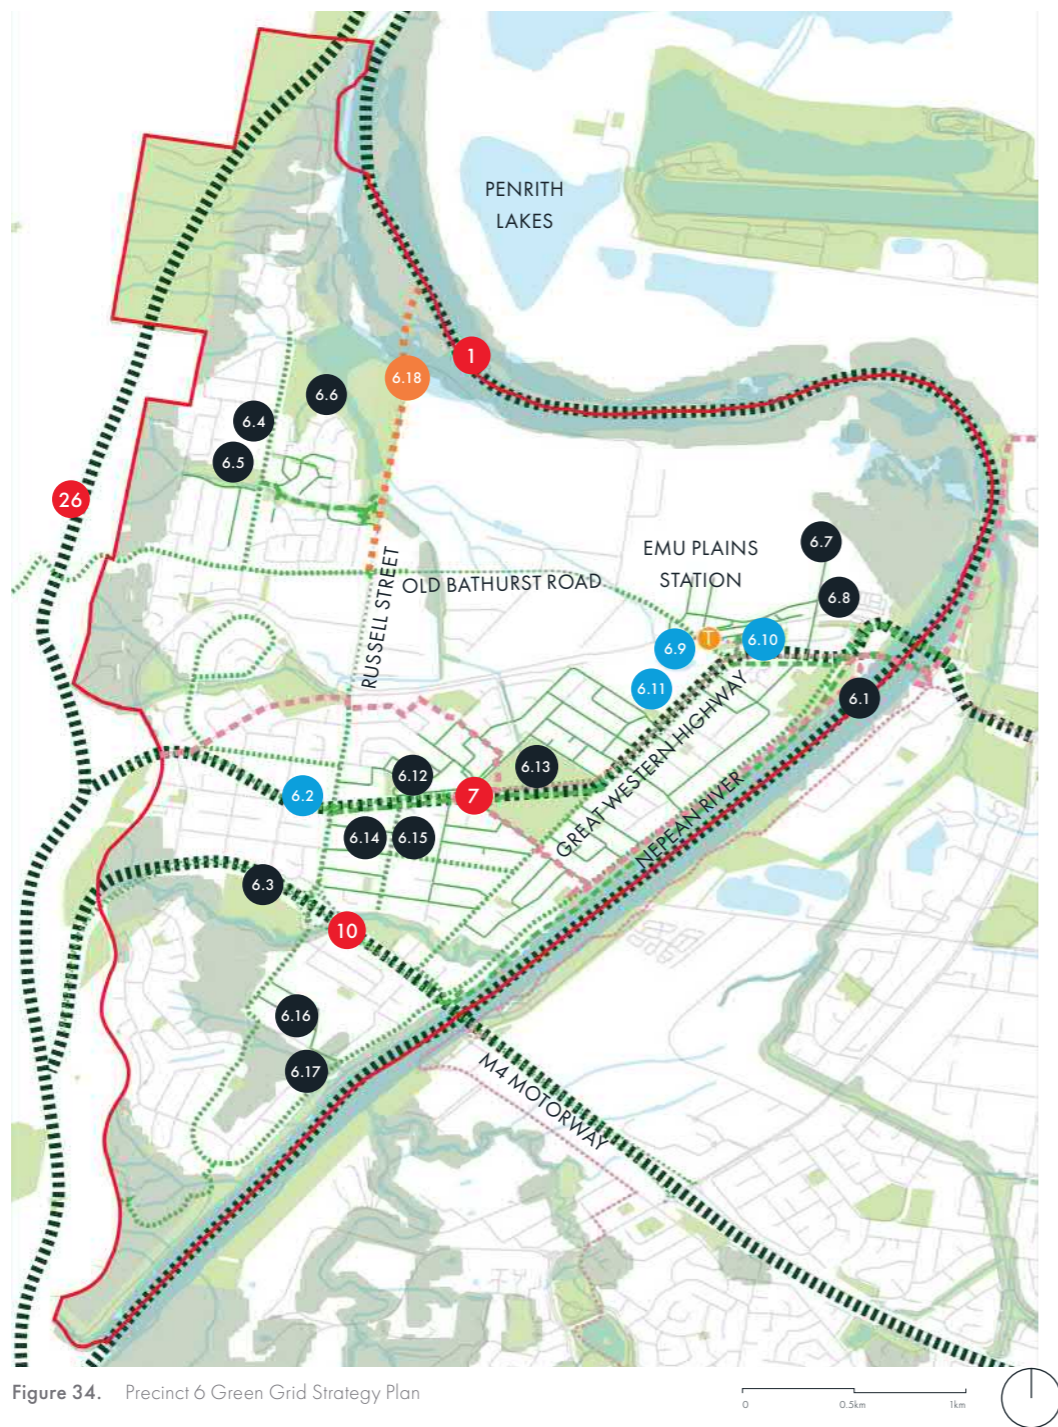 PENRITH
LAKES
1
6.18
6.6
6.4
6.5
26
EMU PLAINS
STATION
6.7
6.8
OLD BATHURST ROAD
RUSSELL STREET
T
6.9
6.10
6.11
6.1
GREAT WESTERN HIGHWAY
NEPEAN RIVER
6.13
6.12
7
6.2
6.14
6.15
6.3
10
6.16
6.17
M4 MOTORWAY
Figure 34. Precinct 6 Green Grid Strategy Plan
0 0.5km 1km